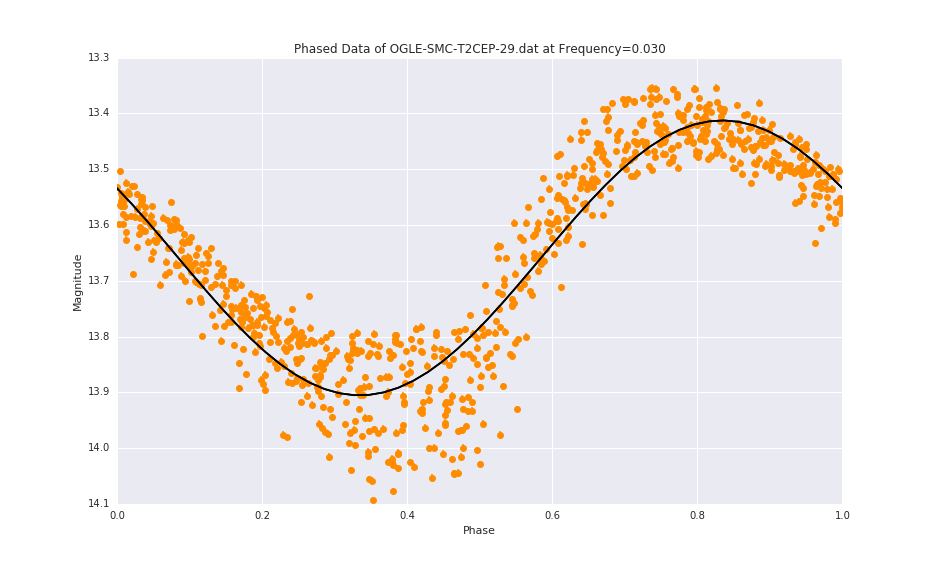 Phased Data of OGLE-SMC-T2CEP-29.dat at Frequency=0.030
13.3
13.4
13.5
13.6
13.7
13.8
13.9
14.0
14.1
Magnitude
0.0 0.2 0.4 0.6 0.8 1.0
Phase